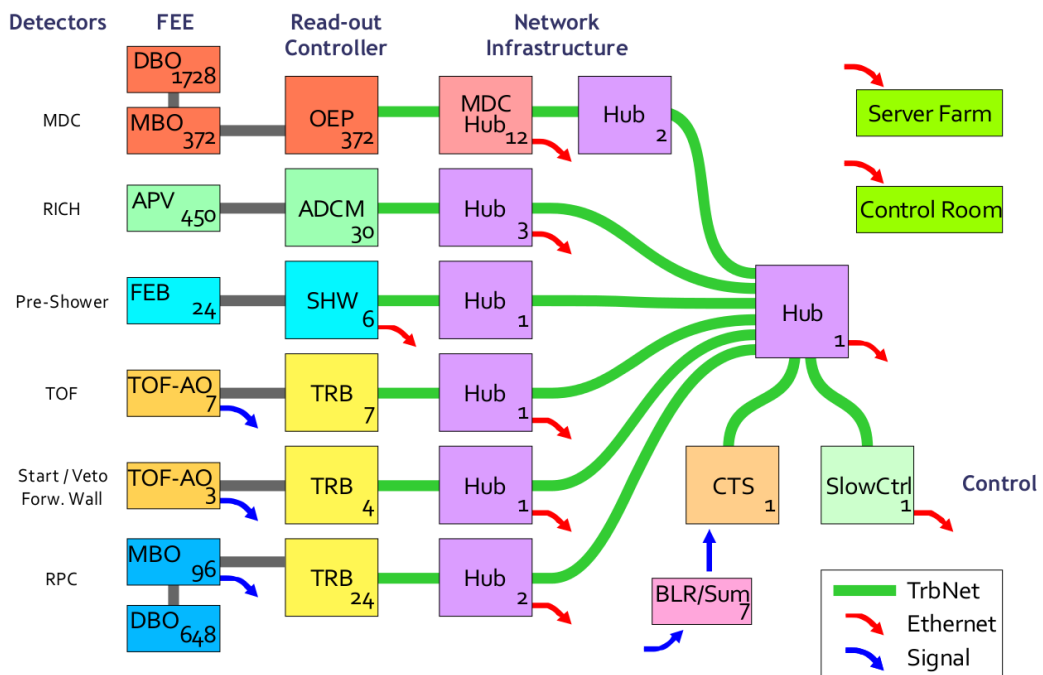 Detectors
FEE
Read-out
Controller
Network
Infrastructure
MDC
DBO
1728
MBO
372
OEP
372
MDC
Hub
12
Hub
2
Server Farm
Control Room
RICH
APV
450
ADCM
30
Hub
3
Pre-Shower
FEB
24
SHW
6
Hub
1
Hub
1
TOF
TOF-AO
7
TRB
7
Hub
1
Start / Veto
Forw. Wall
TOF-AO
3
TRB
4
Hub
1
CTS
1
SlowCtrl
1
Control
RPC
MBO
96
DBO
648
TRB
24
Hub
2
BLR/Sum
7
TrbNet
Ethernet
Signal